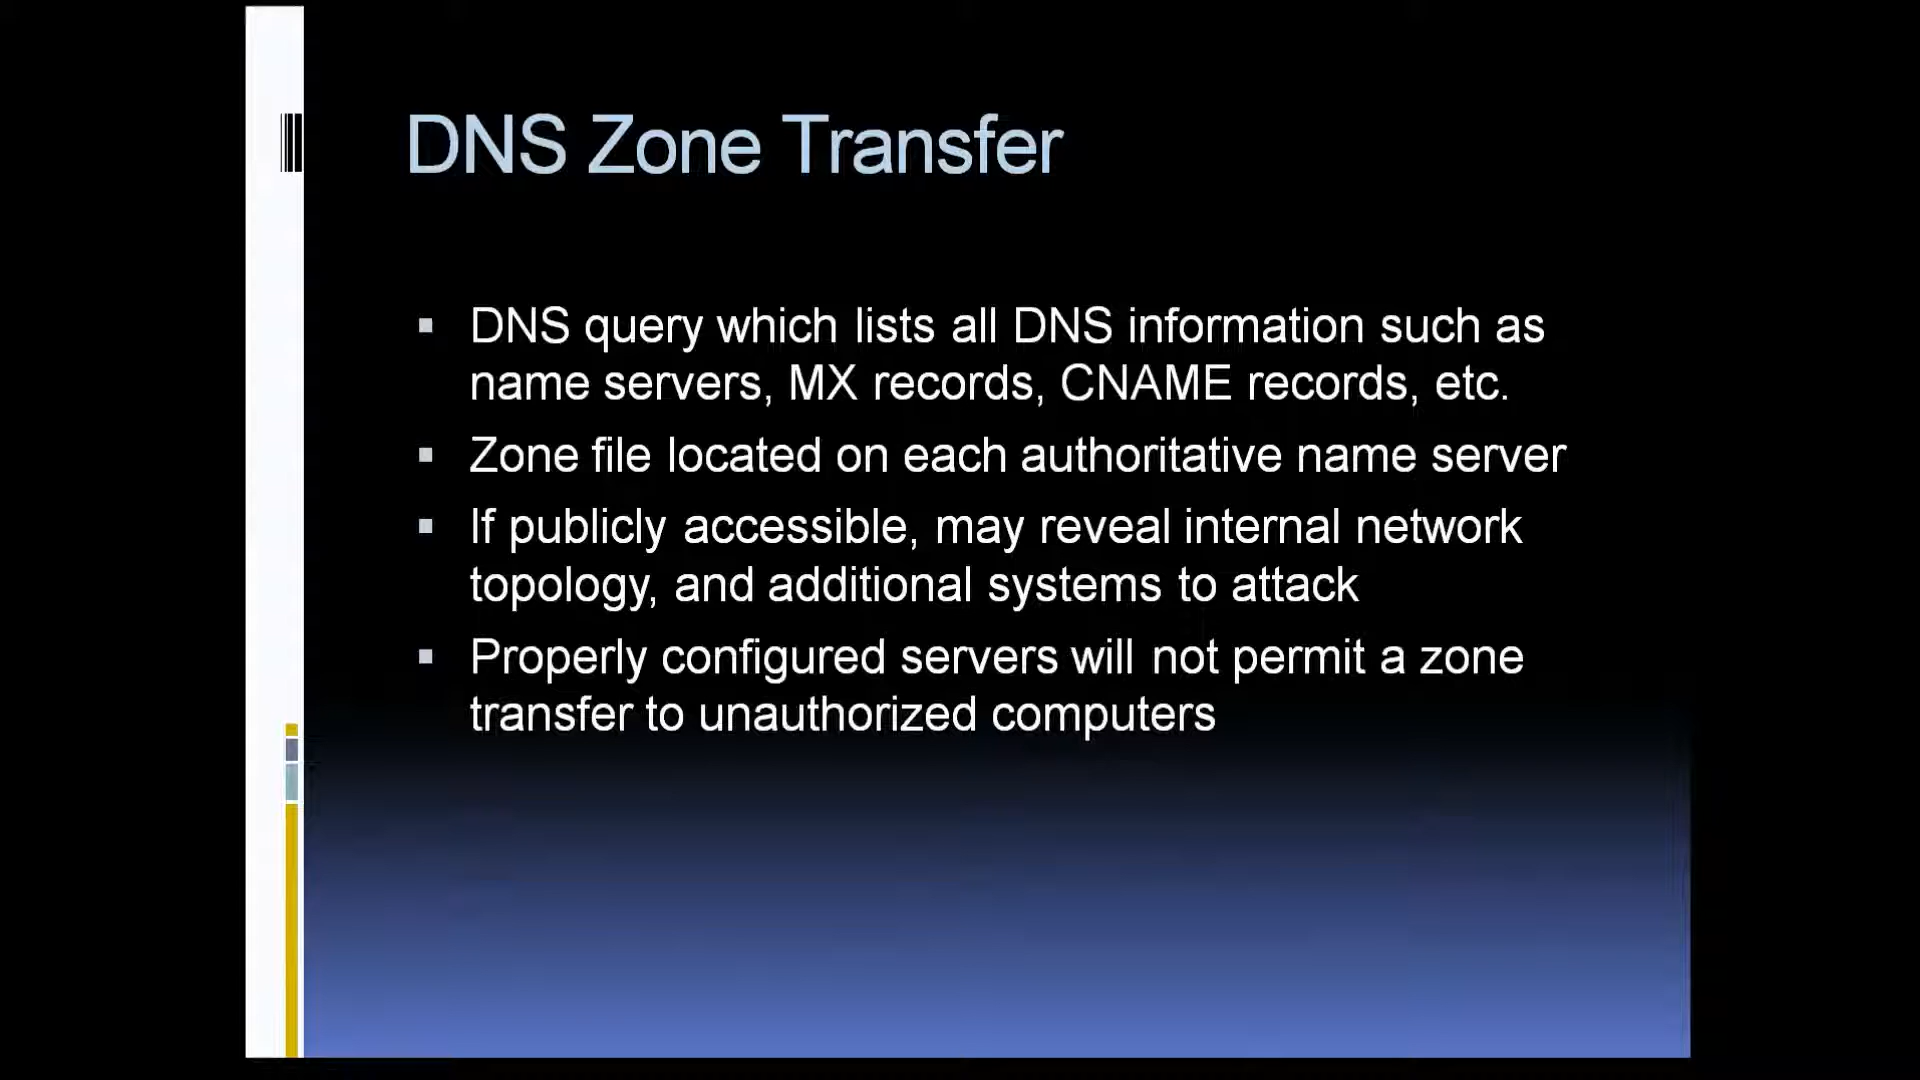 DNS Zone Transfer
DNS query which lists all DNS information such as
name servers, MX records, CNAME records, etc.
Zone file located on each authoritative name server
If publicly accessible, may reveal internal network
topology, and additional systems to attack
Properly configured servers will not permit a zone
transfer to unauthorized computers